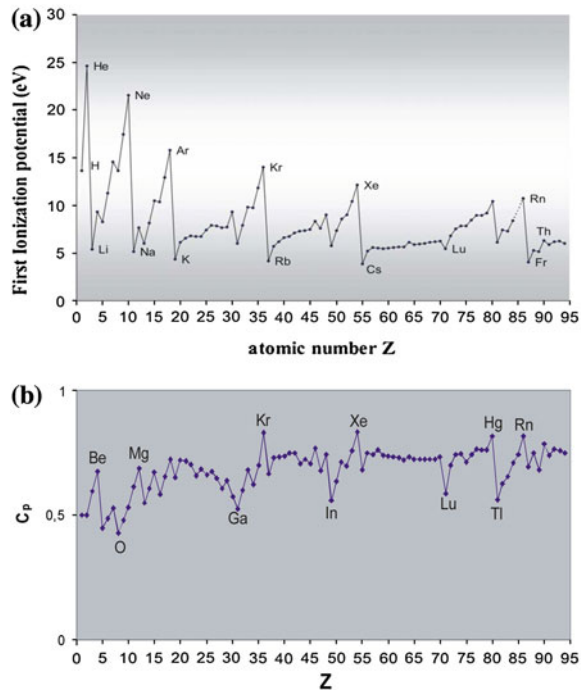 (a)
First Ionization potential (eV)
30
25
20
15
10
5
0
He
Ne
H
Ar
Kr
Xe
Rn
Li
Na
K
Rb
Cs
Lu
Th
Fr
0 5 10 15 20 25 30 35 40 45 50 55 60 65 70 75 80 85 90 95
atomic number Z
(b)
Cp
1
0,5
0
Be
Mg
Kr
Xe
Hg
Rn
O
Ga
In
Lu
Tl
0 5 10 15 20 25 30 35 40 45 50 55 60 65 70 75 80 85 90 95
Z